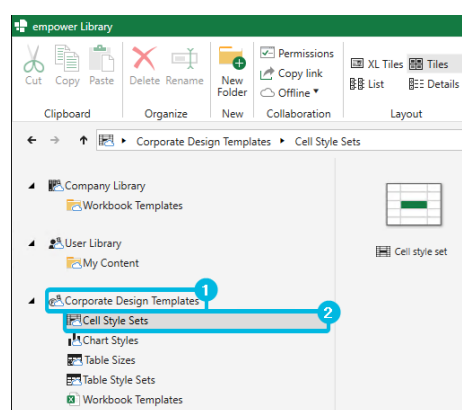 empower Library
Cut Copy Paste Delete Rename New Folder Permissions Copy link Offline XL Tiles Tiles List Details
Clipboard Organize New Collaboration Layout
Corporate Design Templates Cell Style Sets
Company Library
Workbook Templates
User Library
My Content
Cell style set
Corporate Design Templates 1
Cell Style Sets 2
Chart Styles
Table Sizes
Table Style Sets
Workbook Templates